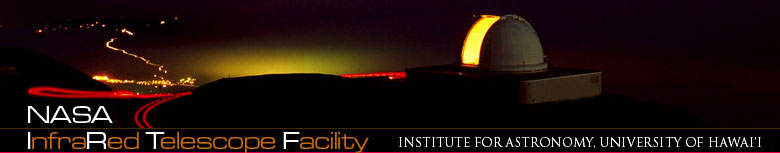 NASA
InfraRed Telescope Facility
INSTITUTE FOR ASTRONOMY, UNIVERSITY OF HAWAI'I